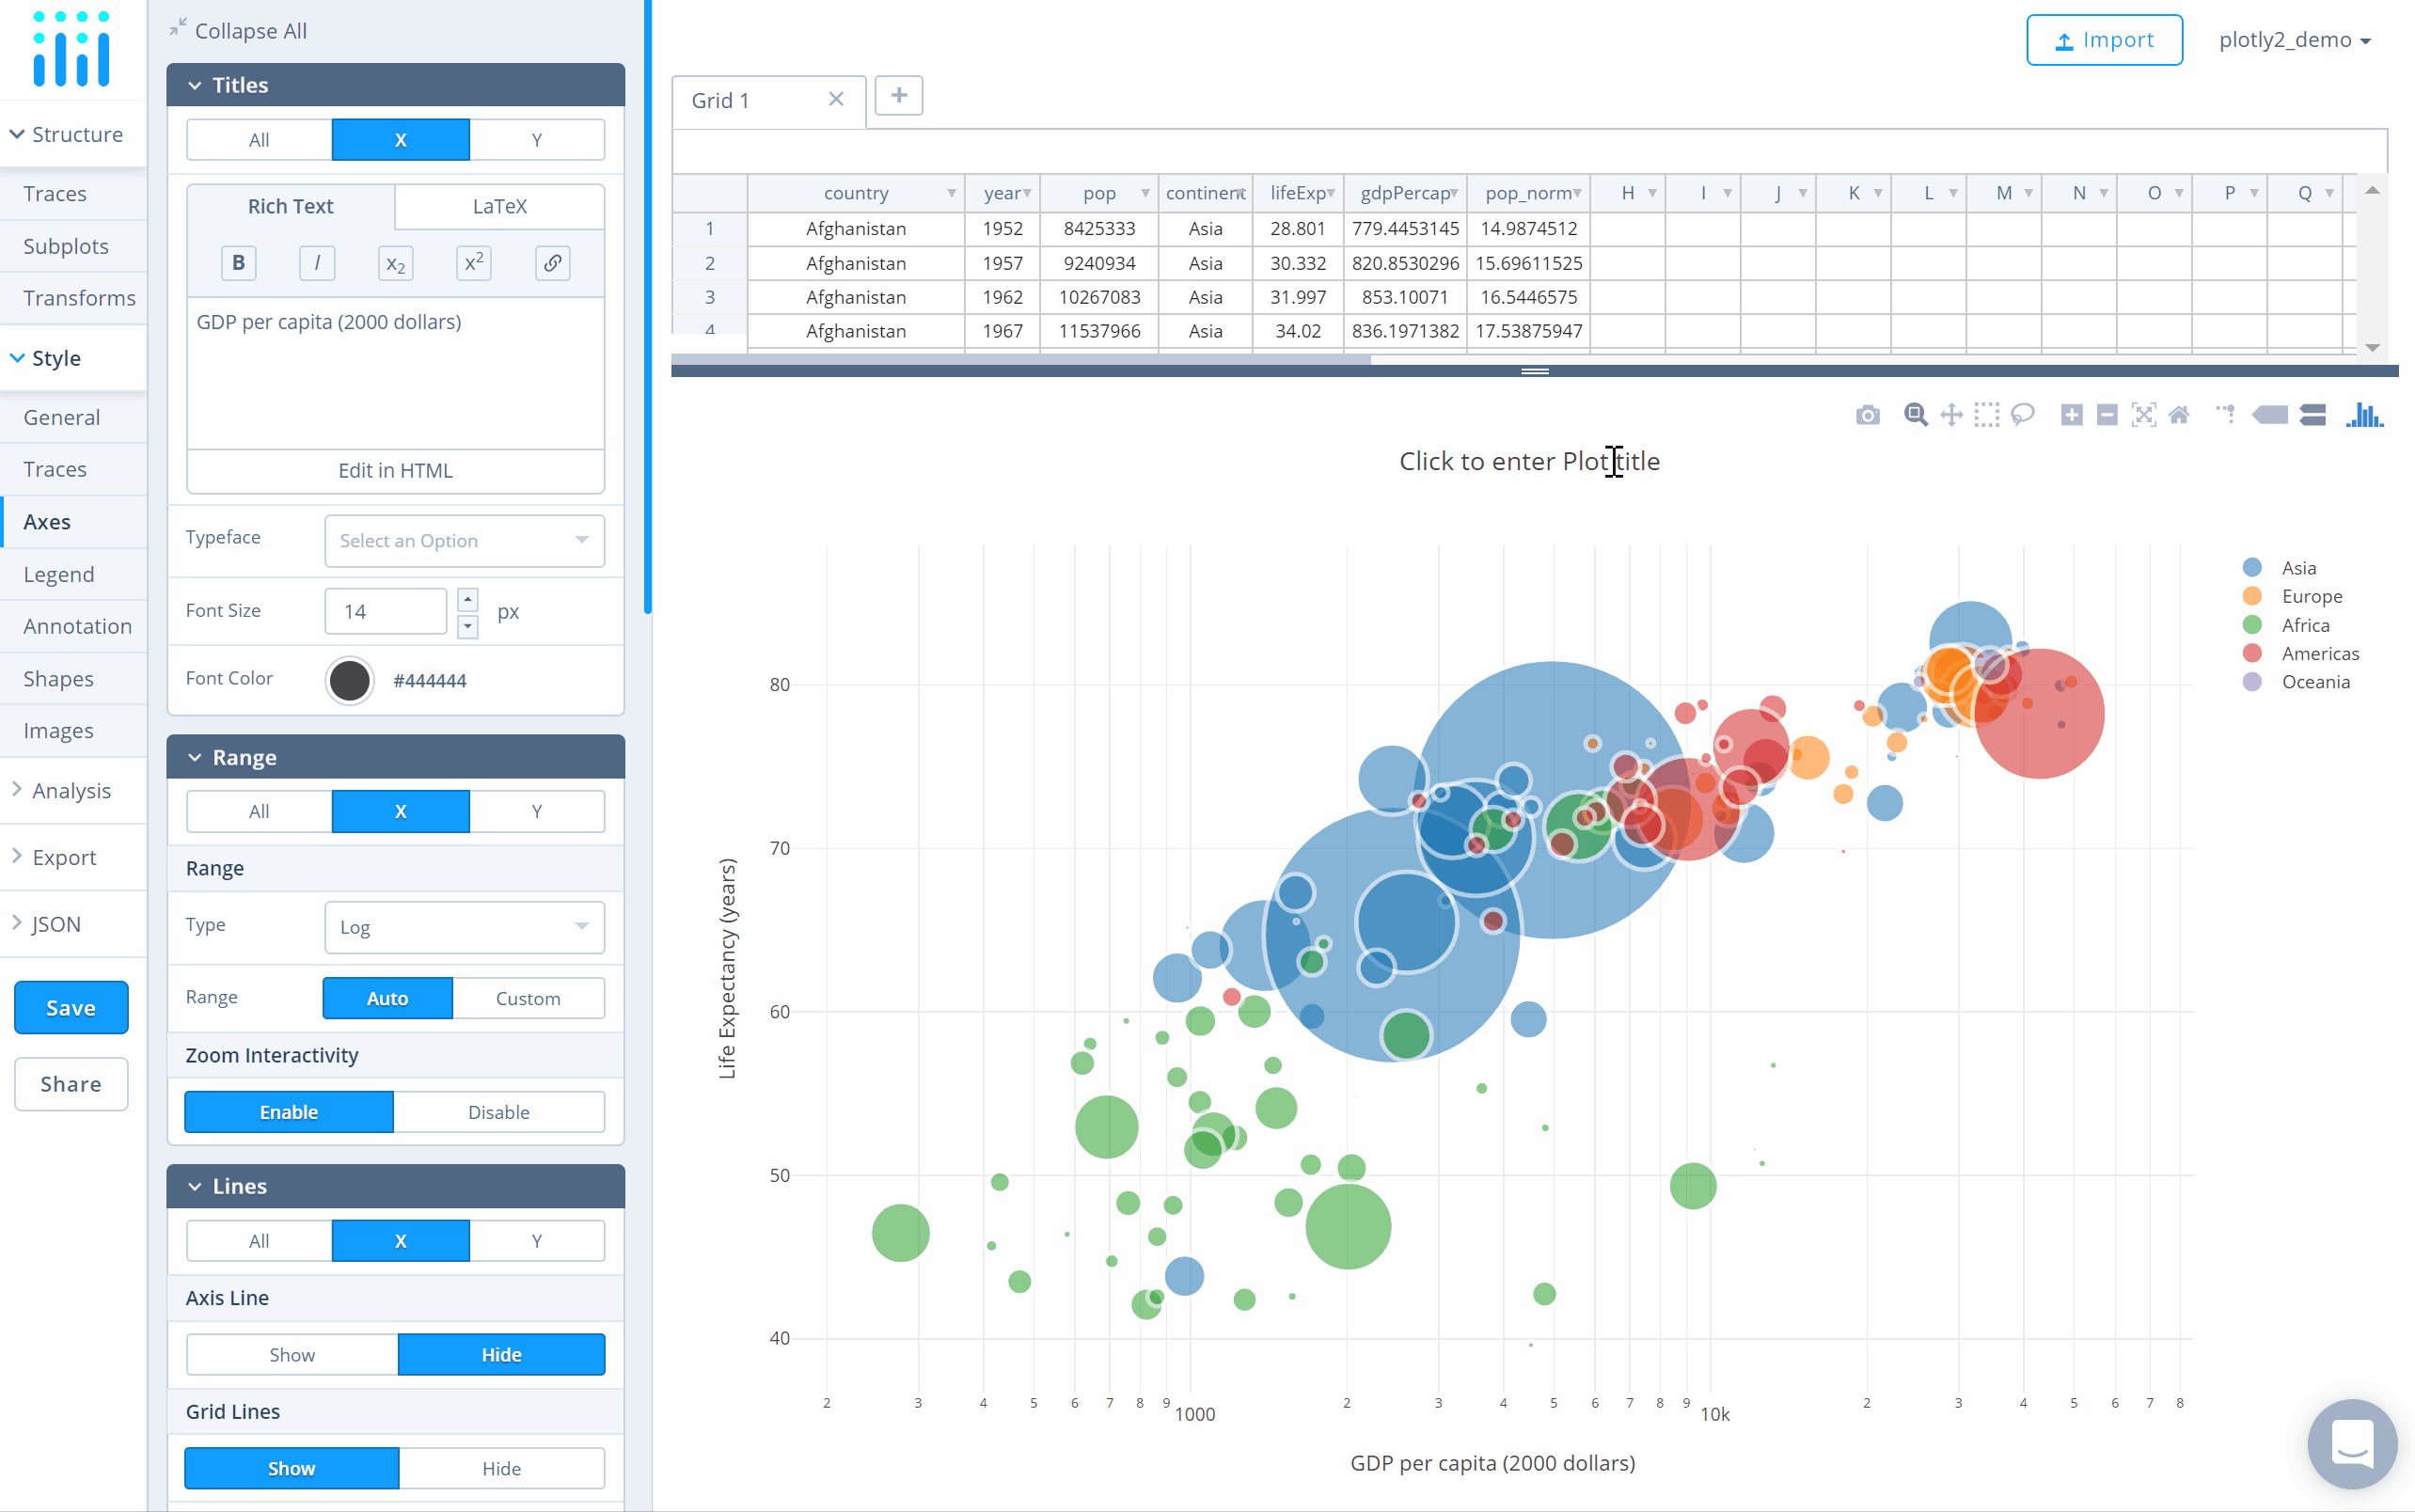 Collapse All
Import
plotly2_demo
Structure
Traces
Subplots
Transforms
Style
General
Traces
Axes
Legend
Annotation
Shapes
Images
Analysis
Export
JSON
Save
Share
Titles
All X Y
Rich Text LaTeX
B I x2 x2
GDP per capita (2000 dollars)
Edit in HTML
Typeface Select an Option
Font Size 14 px
Font Color #444444
Range
All X Y
Range
Type Log
Range Auto Custom
Zoom Interactivity
Enable Disable
Lines
All X Y
Axis Line
Show Hide
Grid Lines
Show Hide
Grid 1
country year pop continent lifeExp gdpPercap pop_norm H I J K L M N O P Q
1 Afghanistan 1952 8425333 Asia 28.801 779.4453145 14.9874512
2 Afghanistan 1957 9240934 Asia 30.332 820.8530296 15.69611525
3 Afghanistan 1962 10267083 Asia 31.997 853.10071 16.5446575
4 Afghanistan 1967 11537966 Asia 34.02 836.1971382 17.53875947
Click to enter Plot title
Asia
Europe
Africa
Americas
Oceania
Life Expectancy (years)
80
70
60
50
40
2 3 4 5 6 7 8 9 1000 2 3 4 5 6 7 8 9 10k 2 3 4 5 6 7 8
GDP per capita (2000 dollars)